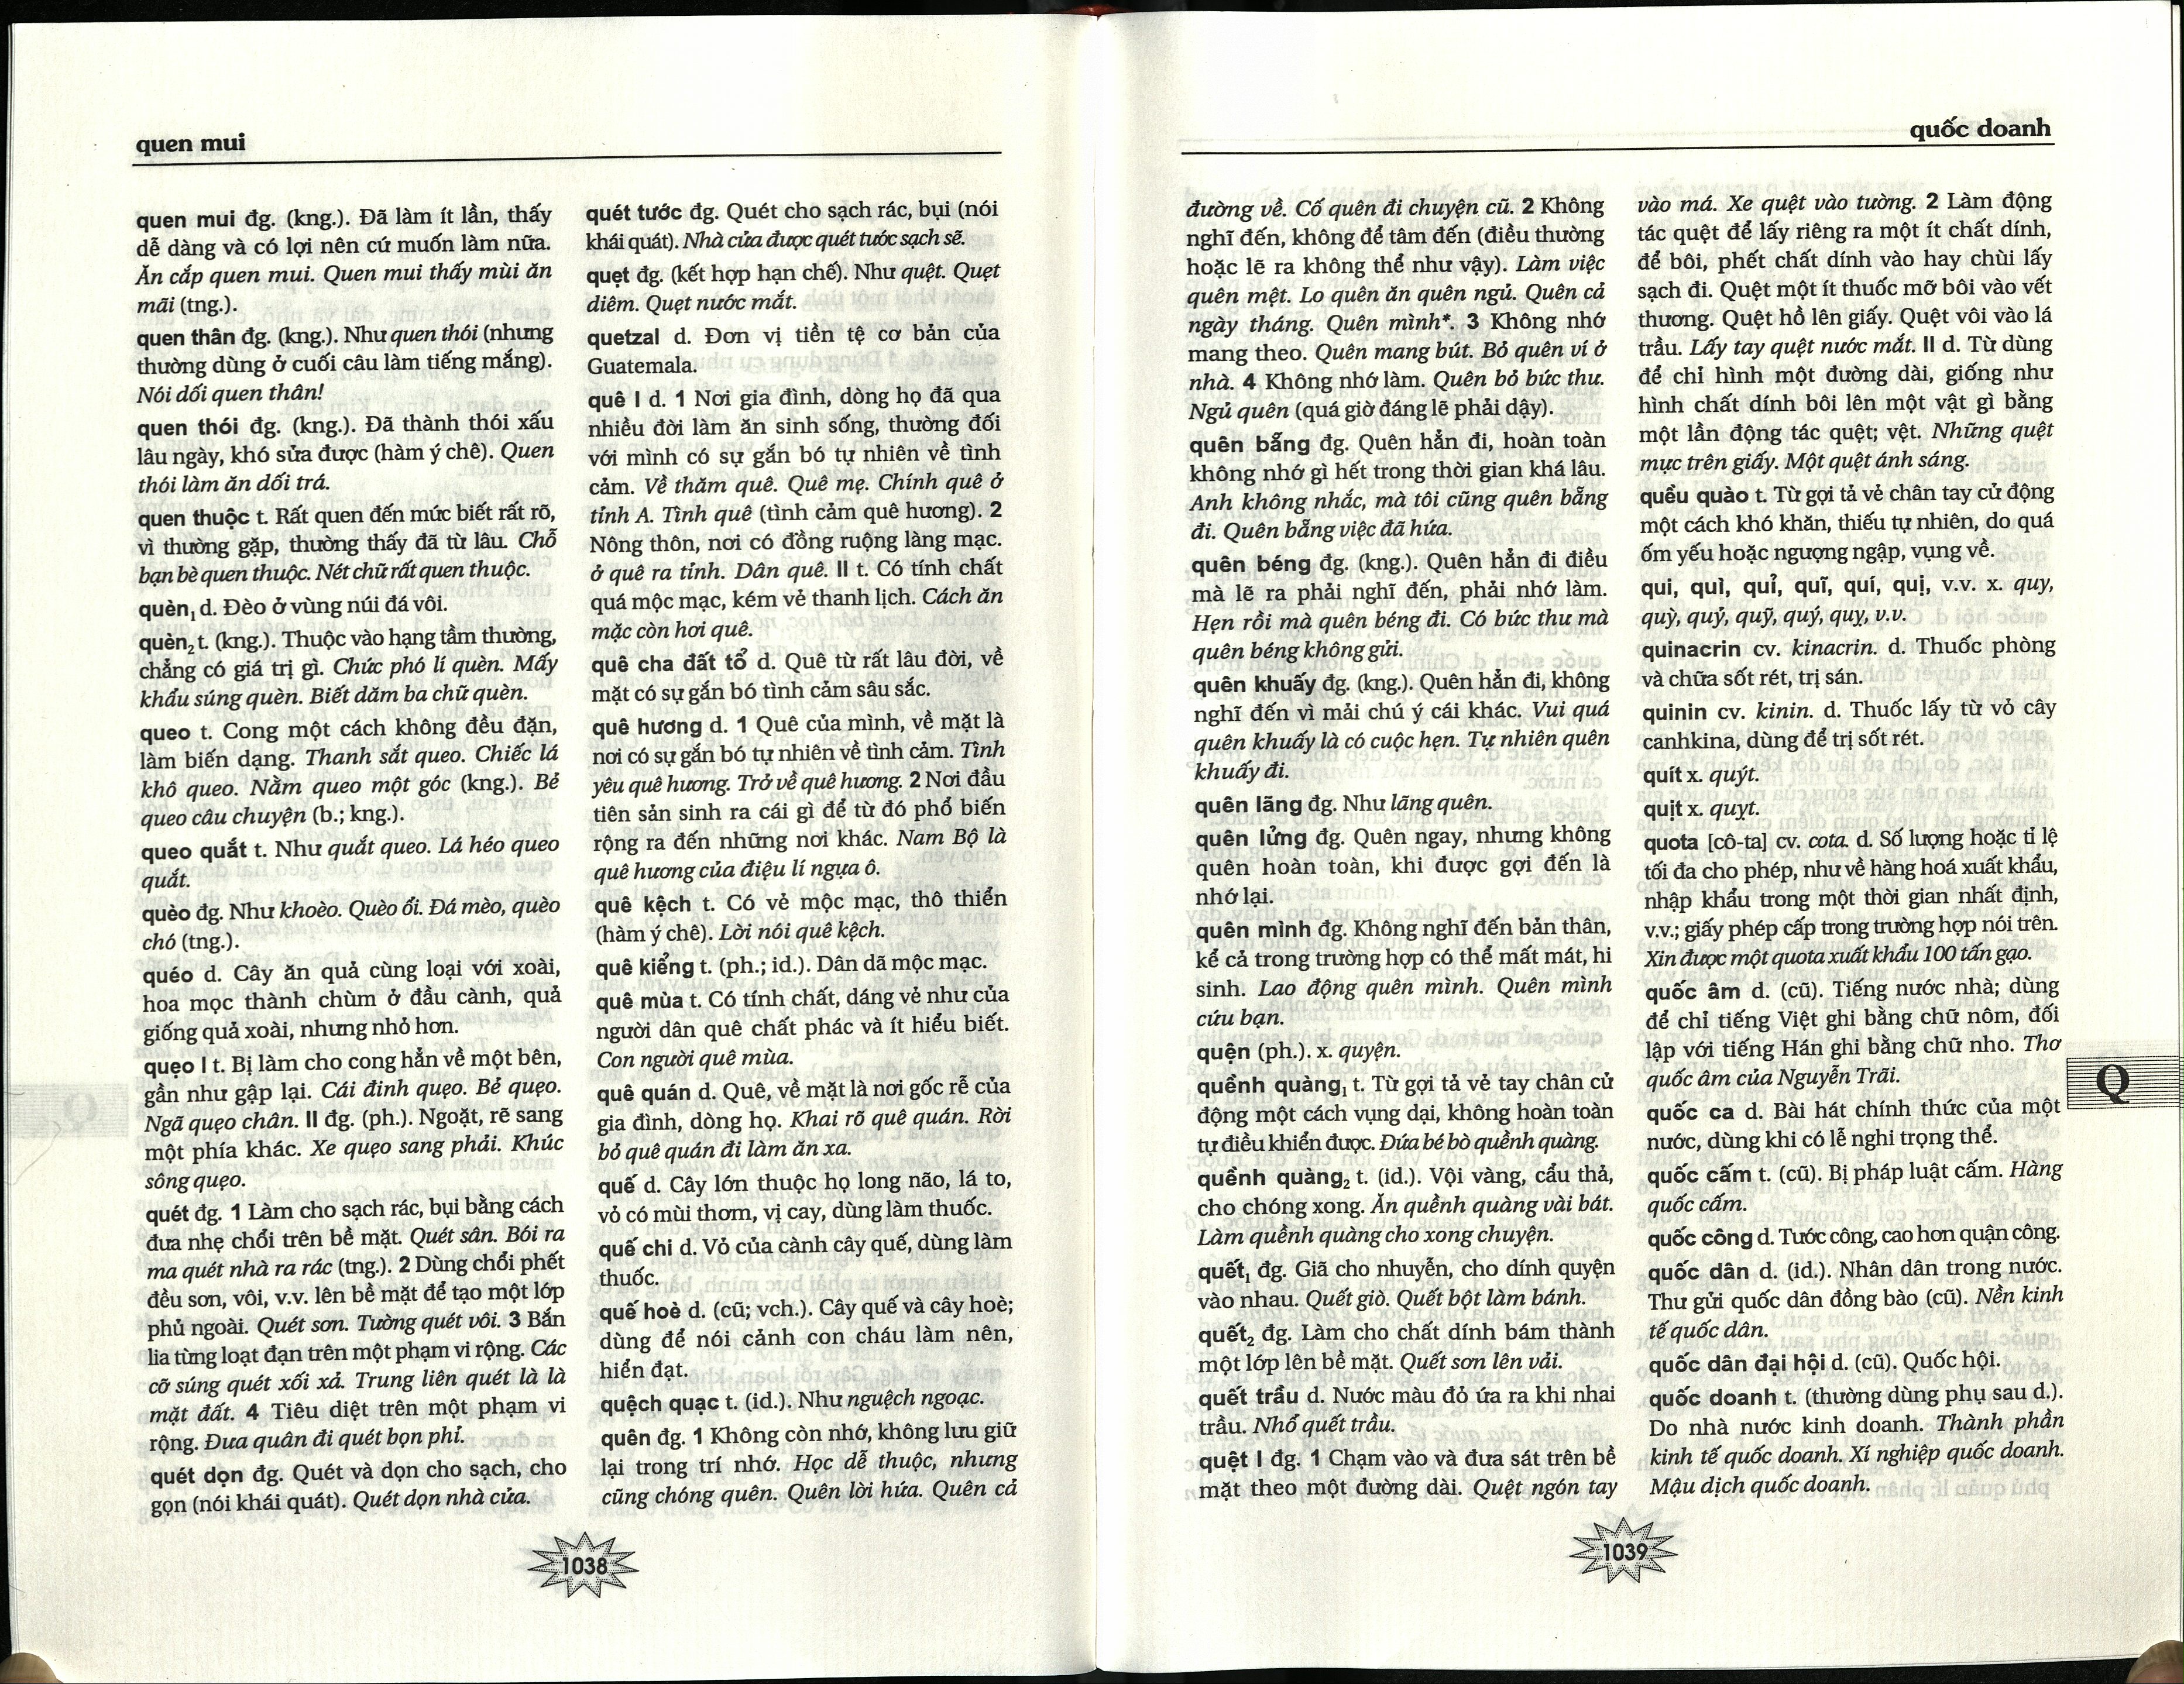 quen mui
quen mui đg. (kng.). Đã làm ít lần, thấy
dễ dàng và có lợi nên cứ muốn làm nữa.
Ăn cắp quen mui. Quen mui thấy mùi ăn
mãi (tng.).
quen thân đg. (kng.). Như quen thói (nhưng
thường dùng ở cuối câu làm tiếng mắng).
Nói dối quen thân!
quen thói đg. (kng.). Đã thành thói xấu
lâu ngày, khó sửa được (hàm ý chê). Quen
thói làm ăn dối trá.
quen thuộc t. Rất quen đến mức biết rất rõ,
vì thường gặp, thường thấy đã từ lâu. Chỗ
bạn bè quen thuộc. Nét chữ rất quen thuộc.
quèn₁ d. Đèo ở vùng núi đá vôi.
quèn₂ t. (kng.). Thuộc vào hạng tầm thường,
chẳng có giá trị gì. Chức phó lí quèn. Mấy
khẩu súng quèn. Biết dăm ba chữ quèn.
queo t. Cong một cách không đều đặn,
làm biến dạng. Thanh sắt queo. Chiếc lá
khô queo. Nằm queo một góc (kng.). Bẻ
queo câu chuyện (b.; kng.).
queo quắt t. Như quắt queo. Lá héo queo
quắt.
quèo đg. Như khoèo. Quèo ổi. Đá mèo, quèo
chó (tng.).
quéo d. Cây ăn quả cùng loại với xoài,
hoa mọc thành chùm ở đầu cành, quả
giống quả xoài, nhưng nhỏ hơn.
quẹo I t. Bị làm cho cong hẳn về một bên,
gần như gập lại. Cái đinh quẹo. Bẻ quẹo.
Ngã quẹo chân. II đg. (ph.). Ngoặt, rẽ sang
một phía khác. Xe quẹo sang phải. Khúc
sông quẹo.
quét đg. 1 Làm cho sạch rác, bụi bằng cách
đưa nhẹ chổi trên bề mặt. Quét sân. Bói ra
ma quét nhà ra rác (tng.). 2 Dùng chổi phết
đều sơn, vôi, v.v. lên bề mặt để tạo một lớp
phủ ngoài. Quét sơn. Tường quét vôi. 3 Bắn
lia từng loạt đạn trên một phạm vi rộng. Các
cỡ súng quét xối xả. Trung liên quét là là
mặt đất. 4 Tiêu diệt trên một phạm vi
rộng. Đưa quân đi quét bọn phỉ.
quét dọn đg. Quét và dọn cho sạch, cho
gọn (nói khái quát). Quét dọn nhà cửa.
quét tước đg. Quét cho sạch rác, bụi (nói
khái quát). Nhà cửa được quét tước sạch sẽ.
quẹt đg. (kết hợp hạn chế). Như quệt. Quẹt
diêm. Quẹt nước mắt.
quetzal d. Đơn vị tiền tệ cơ bản của
Guatemala.
quê I d. 1 Nơi gia đình, dòng họ đã qua
nhiều đời làm ăn sinh sống, thường đối
với mình có sự gắn bó tự nhiên về tình
cảm. Về thăm quê. Quê mẹ. Chính quê ở
tỉnh A. Tình quê (tình cảm quê hương). 2
Nông thôn, nơi có đồng ruộng làng mạc.
ở quê ra tỉnh. Dân quê. II t. Có tính chất
quá mộc mạc, kém vẻ thanh lịch. Cách ăn
mặc còn hơi quê.
quê cha đất tổ d. Quê từ rất lâu đời, về
mặt có sự gắn bó tình cảm sâu sắc.
quê hương d. 1 Quê của mình, về mặt là
nơi có sự gắn bó tự nhiên về tình cảm. Tình
yêu quê hương. Trở về quê hương. 2 Nơi đầu
tiên sản sinh ra cái gì để từ đó phổ biến
rộng ra đến những nơi khác. Nam Bộ là
quê hương của điệu lí ngựa ô.
quê kệch t. Có vẻ mộc mạc, thô thiển
(hàm ý chê). Lời nói quê kệch.
quê kiểng t. (ph.; id.). Dân dã mộc mạc.
quê mùa t. Có tính chất, dáng vẻ như của
người dân quê chất phác và ít hiểu biết.
Con người quê mùa.
quê quán d. Quê, về mặt là nơi gốc rễ của
gia đình, dòng họ. Khai rõ quê quán. Rời
bỏ quê quán đi làm ăn xa.
quế d. Cây lớn thuộc họ long não, lá to,
vỏ có mùi thơm, vị cay, dùng làm thuốc.
quế chi d. Vỏ của cành cây quế, dùng làm
thuốc.
quế hoè d. (cũ; vch.). Cây quế và cây hoè;
dùng để nói cảnh con cháu làm nên,
hiển đạt.
quệch quạc t. (id.). Như nguệch ngoạc.
quên đg. 1 Không còn nhớ, không lưu giữ
lại trong trí nhớ. Học dễ thuộc, nhưng
cũng chóng quên. Quên lời hứa. Quên cả
1038
quốc doanh
đường về. Cố quên đi chuyện cũ. 2 Không
nghĩ đến, không để tâm đến (điều thường
hoặc lẽ ra không thể như vậy). Làm việc
quên mệt. Lo quên ăn quên ngủ. Quên cả
ngày tháng. Quên mình*. 3 Không nhớ
mang theo. Quên mang bút. Bỏ quên ví ở
nhà. 4 Không nhớ làm. Quên bỏ bức thư.
Ngủ quên (quá giờ đáng lẽ phải dậy).
quên bẵng đg. Quên hẳn đi, hoàn toàn
không nhớ gì hết trong thời gian khá lâu.
Anh không nhắc, mà tôi cũng quên bẵng
đi. Quên bẵng việc đã hứa.
quên béng đg. (kng.). Quên hẳn đi điều
mà lẽ ra phải nghĩ đến, phải nhớ làm.
Hẹn rồi mà quên béng đi. Có bức thư mà
quên béng không gửi.
quên khuấy đg. (kng.). Quên hẳn đi, không
nghĩ đến vì mải chú ý cái khác. Vui quá
quên khuấy là có cuộc hẹn. Tự nhiên quên
khuấy đi.
quên lãng đg. Như lãng quên.
quên lửng đg. Quên ngay, nhưng không
quên hoàn toàn, khi được gợi đến là
nhớ lại.
quên mình đg. Không nghĩ đến bản thân,
kể cả trong trường hợp có thể mất mát, hi
sinh. Lao động quên mình. Quên mình
cứu bạn.
quện (ph.). x. quyện.
quềnh quàng₁ t. Từ gợi tả vẻ tay chân cử
động một cách vụng dại, không hoàn toàn
tự điều khiển được. Đứa bé bò quềnh quàng.
quềnh quàng₂ t. (id.). Vội vàng, cẩu thả,
cho chóng xong. Ăn quềnh quàng vài bát.
Làm quềnh quàng cho xong chuyện.
quết₁ đg. Giã cho nhuyễn, cho dính quyện
vào nhau. Quết giò. Quết bột làm bánh.
quết₂ đg. Làm cho chất dính bám thành
một lớp lên bề mặt. Quết sơn lên vải.
quết trầu d. Nước màu đỏ ứa ra khi nhai
trầu. Nhổ quết trầu.
quệt I đg. 1 Chạm vào và đưa sát trên bề
mặt theo một đường dài. Quệt ngón tay
vào má. Xe quệt vào tường. 2 Làm động
tác quệt để lấy riêng ra một ít chất dính,
để bôi, phết chất dính vào hay chùi lấy
sạch đi. Quệt một ít thuốc mỡ bôi vào vết
thương. Quệt hồ lên giấy. Quệt vôi vào lá
trầu. Lấy tay quệt nước mắt. II d. Từ dùng
để chỉ hình một đường dài, giống như
hình chất dính bôi lên một vật gì bằng
một lần động tác quệt; vệt. Những quệt
mực trên giấy. Một quệt ánh sáng.
quều quào t. Từ gợi tả vẻ chân tay cử động
một cách khó khăn, thiếu tự nhiên, do quá
ốm yếu hoặc ngượng ngập, vụng về.
qui, quì, quỉ, quĩ, quí, quị, v.v. x. quy,
quỳ, quỷ, quỹ, quý, quỵ, v.v.
quinacrin cv. kinacrin. d. Thuốc phòng
và chữa sốt rét, trị sán.
quinin cv. kinin. d. Thuốc lấy từ vỏ cây
canhkina, dùng để trị sốt rét.
quít x. quýt.
quịt x. quỵt.
quota [cô-ta] cv. cota. d. Số lượng hoặc tỉ lệ
tối đa cho phép, như về hàng hoá xuất khẩu,
nhập khẩu trong một thời gian nhất định,
v.v.; giấy phép cấp trong trường hợp nói trên.
Xin được một quota xuất khẩu 100 tấn gạo.
quốc âm d. (cũ). Tiếng nước nhà; dùng
để chỉ tiếng Việt ghi bằng chữ nôm, đối
lập với tiếng Hán ghi bằng chữ nho. Thơ
quốc âm của Nguyễn Trãi.
quốc ca d. Bài hát chính thức của một
nước, dùng khi có lễ nghi trọng thể.
quốc cấm t. (cũ). Bị pháp luật cấm. Hàng
quốc cấm.
quốc công d. Tước công, cao hơn quận công.
quốc dân d. (id.). Nhân dân trong nước.
Thư gửi quốc dân đồng bào (cũ). Nền kinh
tế quốc dân.
quốc dân đại hội d. (cũ). Quốc hội.
quốc doanh t. (thường dùng phụ sau d.).
Do nhà nước kinh doanh. Thành phần
kinh tế quốc doanh. Xí nghiệp quốc doanh.
Mậu dịch quốc doanh.
Q
1039